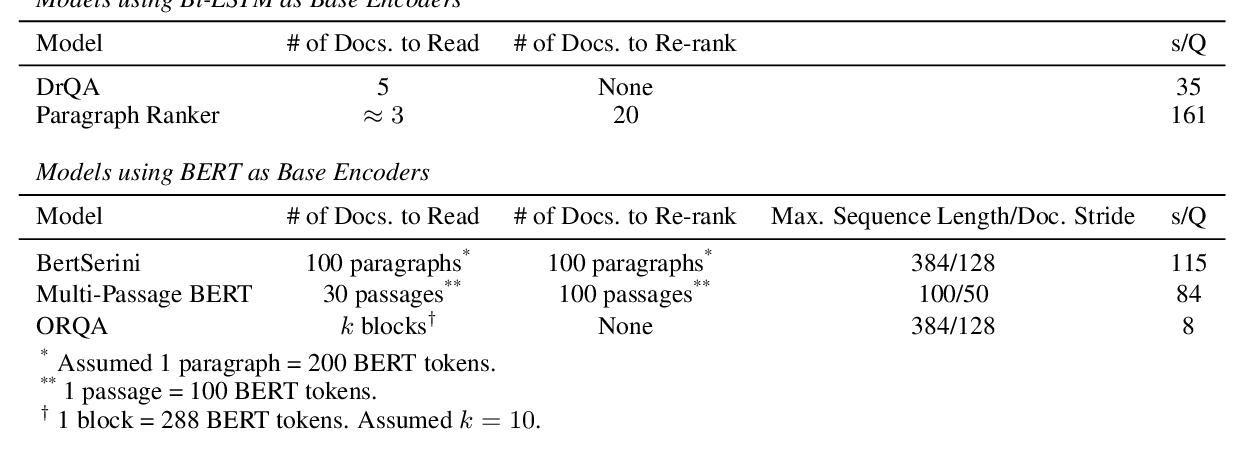 Models using Bi-LSTM as Base Encoders
Model # of Docs. to Read # of Docs. to Re-rank s/Q
DrQA 5 None 35
Paragraph Ranker ≈ 3 20 161
Models using BERT as Base Encoders
Model # of Docs. to Read # of Docs. to Re-rank Max. Sequence Length/Doc. Stride s/Q
BertSerini 100 paragraphs* 100 paragraphs* 384/128 115
Multi-Passage BERT 30 passages** 100 passages** 100/50 84
ORQA k blocks† None 384/128 8
* Assumed 1 paragraph = 200 BERT tokens.
** 1 passage = 100 BERT tokens.
† 1 block = 288 BERT tokens. Assumed k = 10.